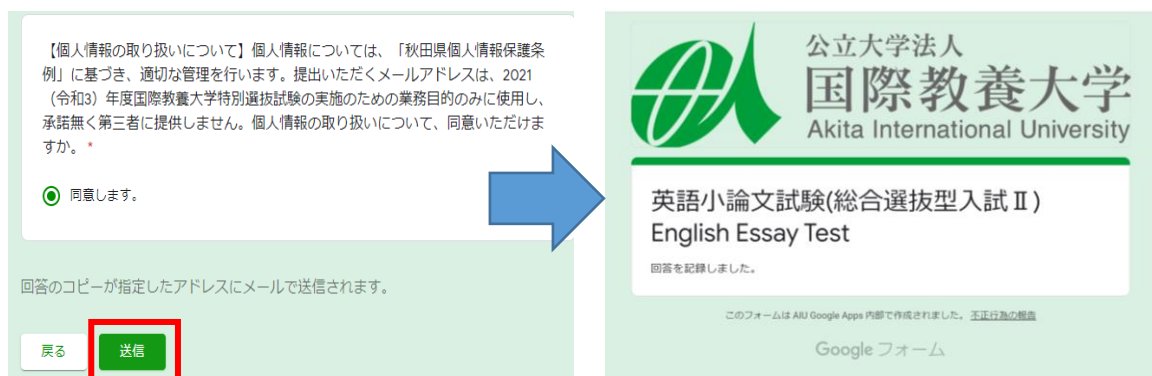 【個人情報の取り扱いについて】個人情報については、「秋田県個人情報保護条
例」に基づき、適切な管理を行います。提出いただくメールアドレスは、2021
（令和3）年度国際教養大学特別選抜試験の実施のための業務目的のみに使用し、
承諾無く第三者に提供しません。個人情報の取り扱いについて、同意いただけま
すか。 *
同意します。
回答のコピーが指定したアドレスにメールで送信されます。
戻る
送信
公立大学法人
国際教養大学
Akita International University
英語小論文試験(総合選抜型入試Ⅱ)
English Essay Test
回答を記録しました。
このフォームは AIU Google Apps 内部で作成されました。 不正行為の報告
Google フォーム